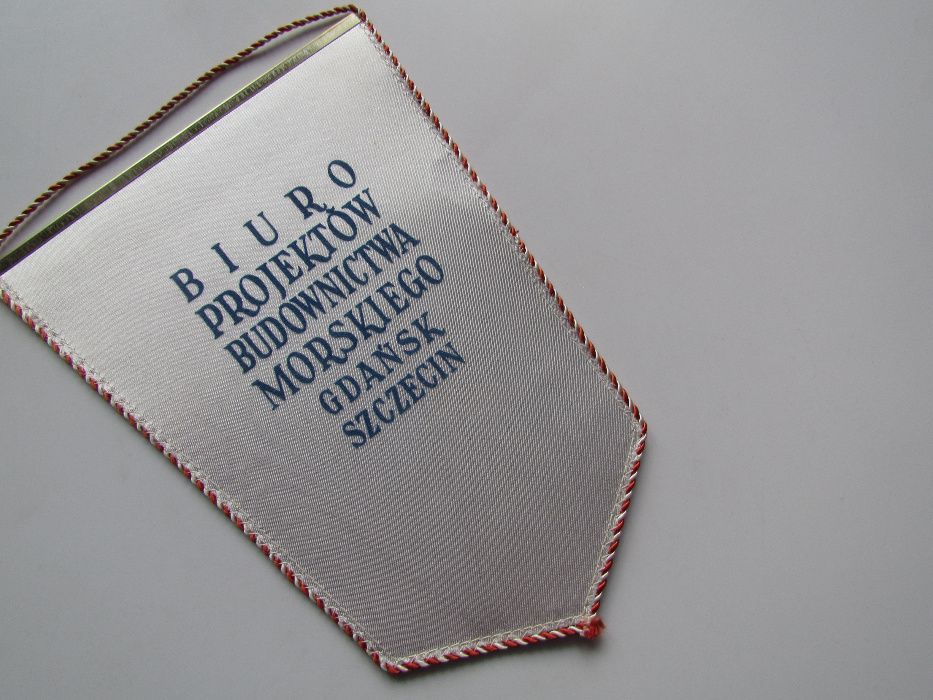 BIURO
PROJEKTÓW
BUDOWNICTWA
MORSKIEGO
GDAŃSK
SZCZECIN